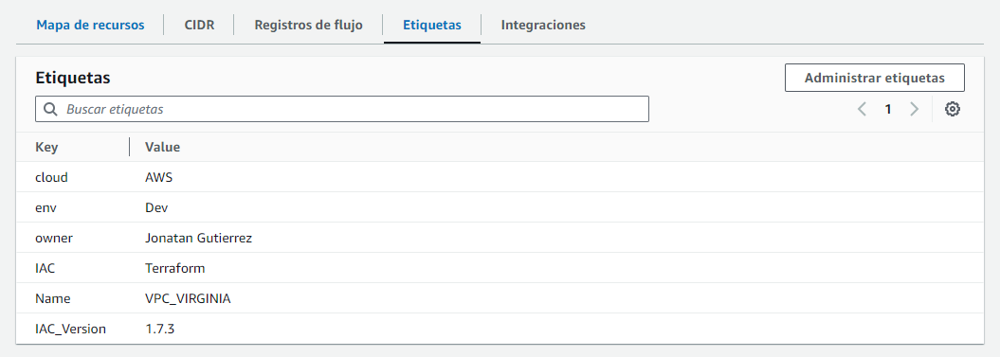 Mapa de recursos CIDR Registros de flujo Etiquetas Integraciones
Etiquetas Administrar etiquetas
Buscar etiquetas 1
Key Value
cloud AWS
env Dev
owner Jonatan Gutierrez
IAC Terraform
Name VPC_VIRGINIA
IAC_Version 1.7.3